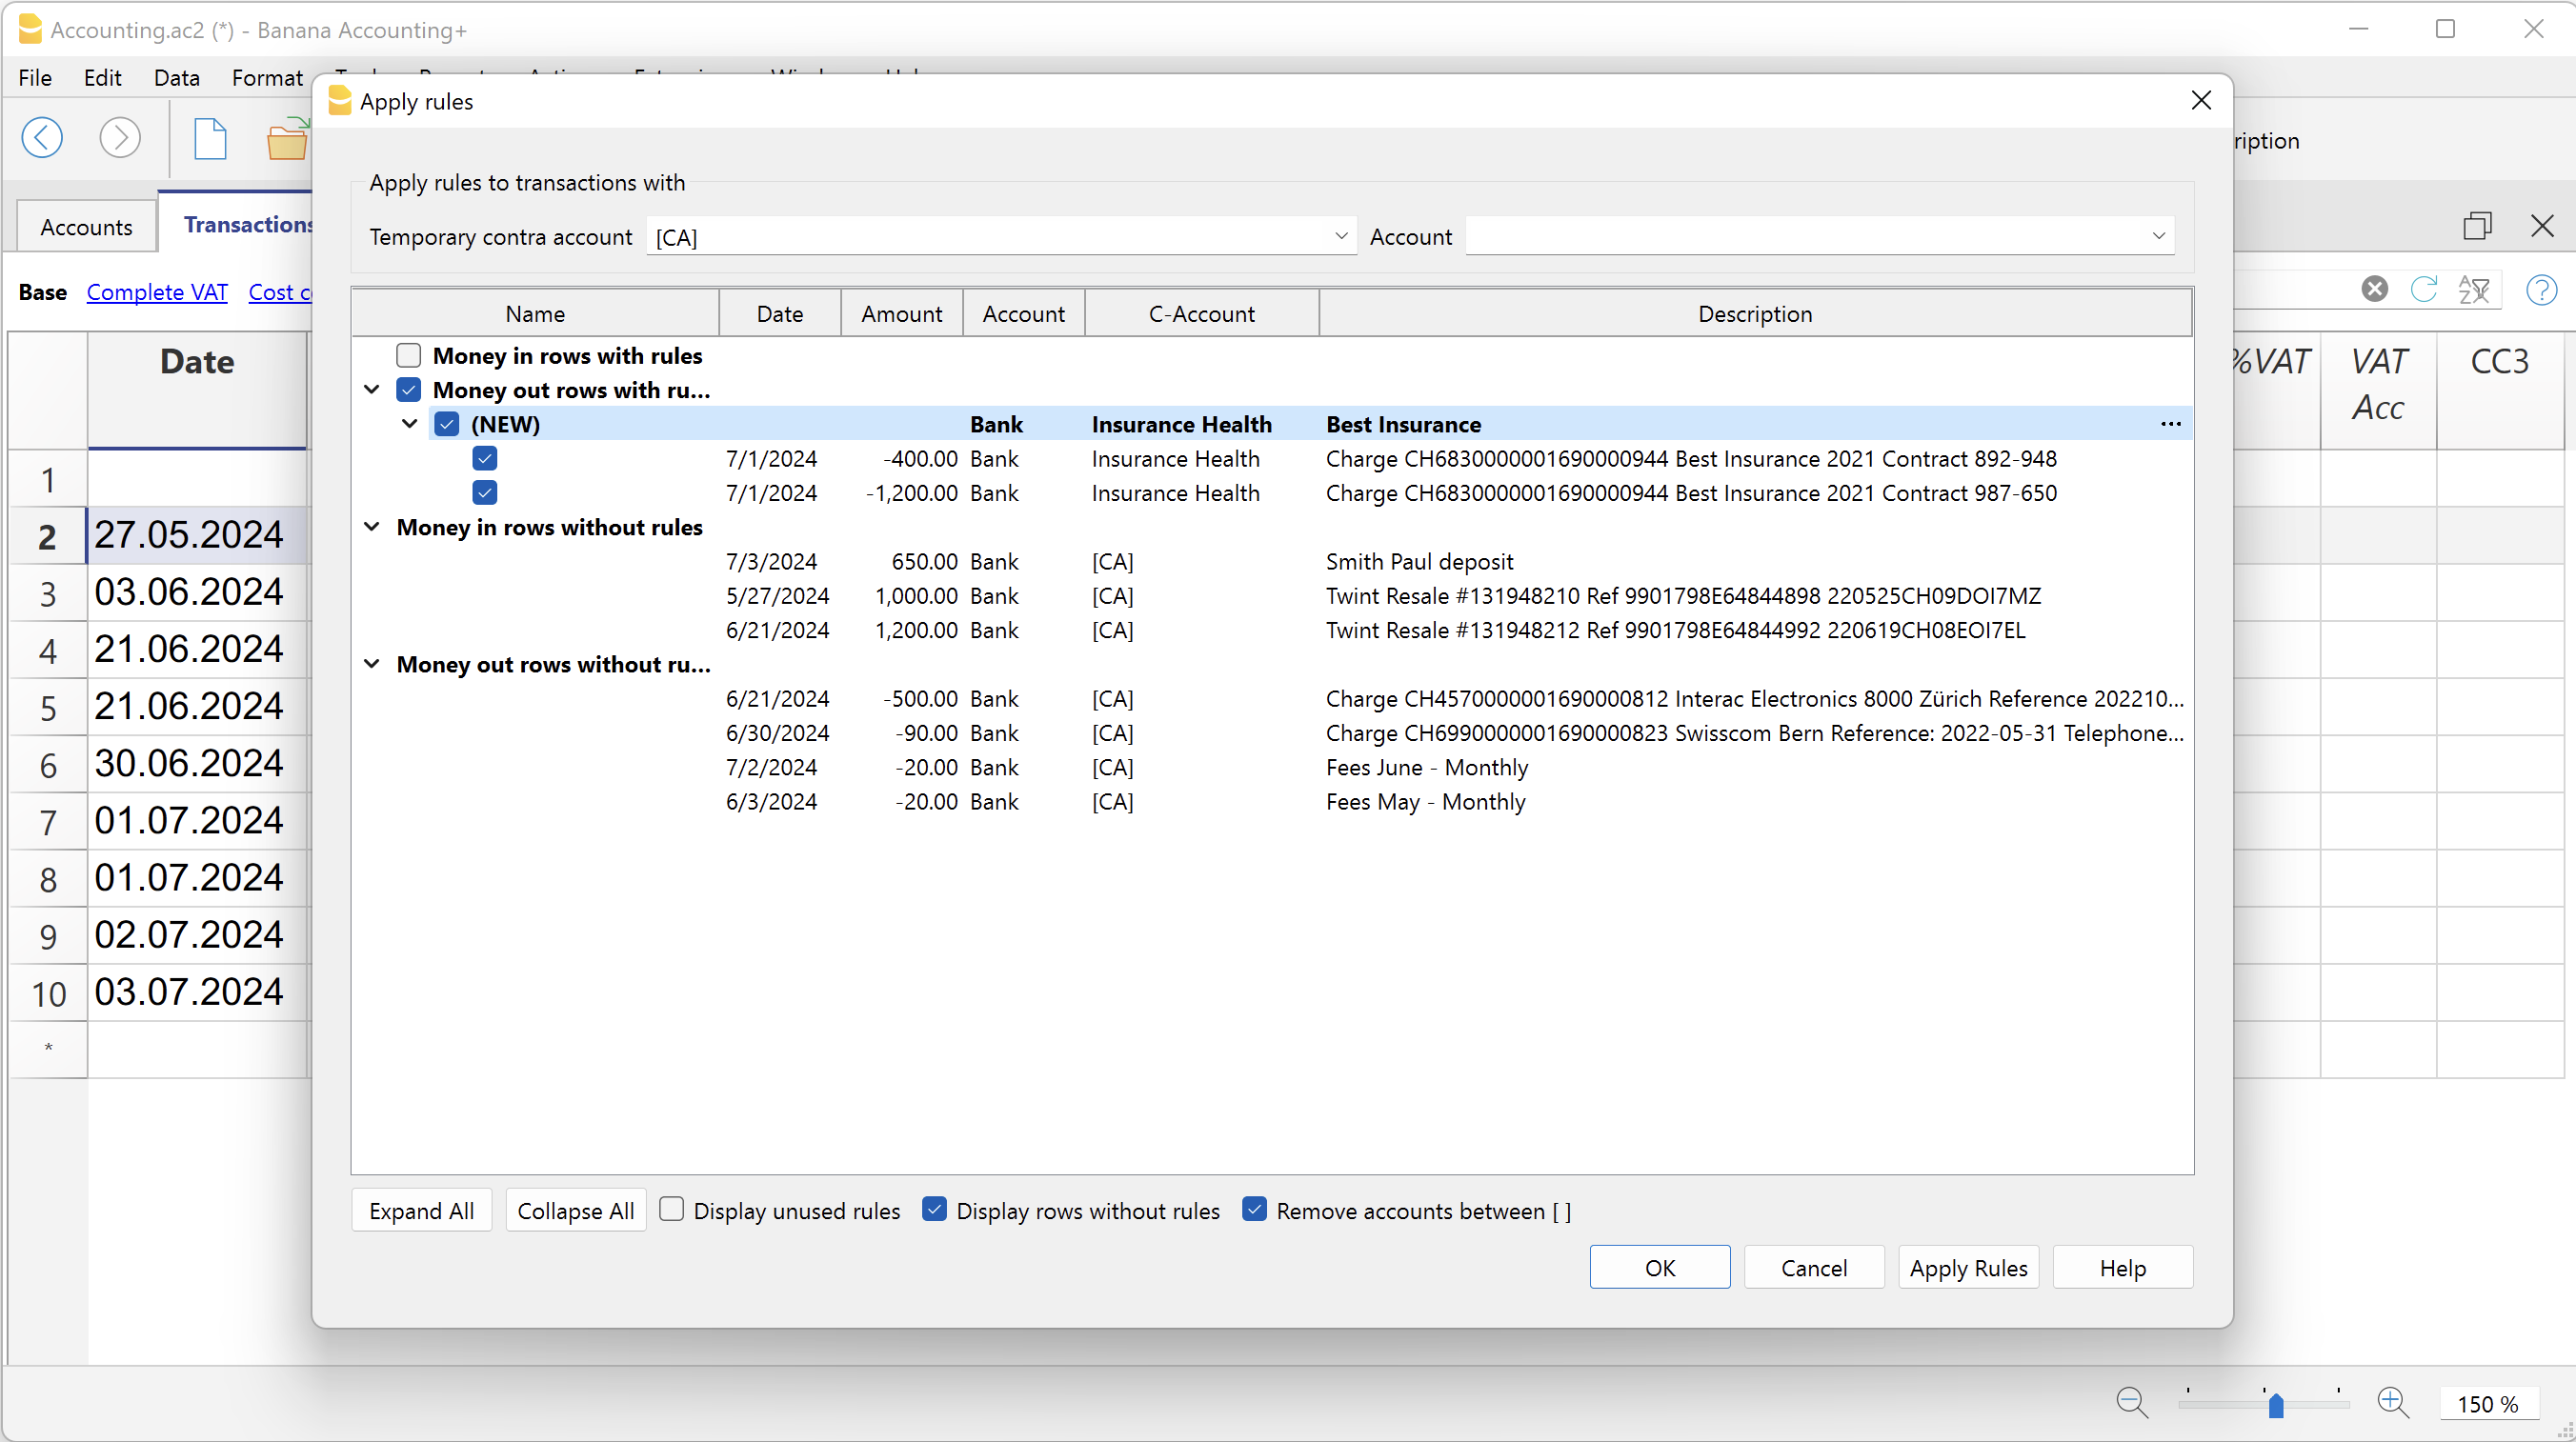 Accounting.ac2 (*) - Banana Accounting+
File Edit Data Format
Apply rules
ription
Apply rules to transactions with
Accounts Transactions
Temporary contra account [CA] Account
Base Complete VAT Cost c
Name Date Amount Account C-Account Description
Date %VAT VAT Acc CC3
Money in rows with rules
Money out rows with ru...
(NEW) Bank Insurance Health Best Insurance ...
7/1/2024 -400.00 Bank Insurance Health Charge CH6830000001690000944 Best Insurance 2021 Contract 892-948
7/1/2024 -1,200.00 Bank Insurance Health Charge CH6830000001690000944 Best Insurance 2021 Contract 987-650
Money in rows without rules
7/3/2024 650.00 Bank [CA] Smith Paul deposit
5/27/2024 1,000.00 Bank [CA] Twint Resale #131948210 Ref 9901798E64844898 220525CH09DOI7MZ
6/21/2024 1,200.00 Bank [CA] Twint Resale #131948212 Ref 9901798E64844992 220619CH08EOI7EL
Money out rows without ru...
6/21/2024 -500.00 Bank [CA] Charge CH4570000001690000812 Interac Electronics 8000 Zürich Reference 202210...
6/30/2024 -90.00 Bank [CA] Charge CH6990000001690000823 Swisscom Bern Reference: 2022-05-31 Telephone...
7/2/2024 -20.00 Bank [CA] Fees June - Monthly
6/3/2024 -20.00 Bank [CA] Fees May - Monthly
1
2 27.05.2024
3 03.06.2024
4 21.06.2024
5 21.06.2024
6 30.06.2024
7 01.07.2024
8 01.07.2024
9 02.07.2024
10 03.07.2024
*
Expand All Collapse All Display unused rules Display rows without rules Remove accounts between [ ]
OK Cancel Apply Rules Help
150 %